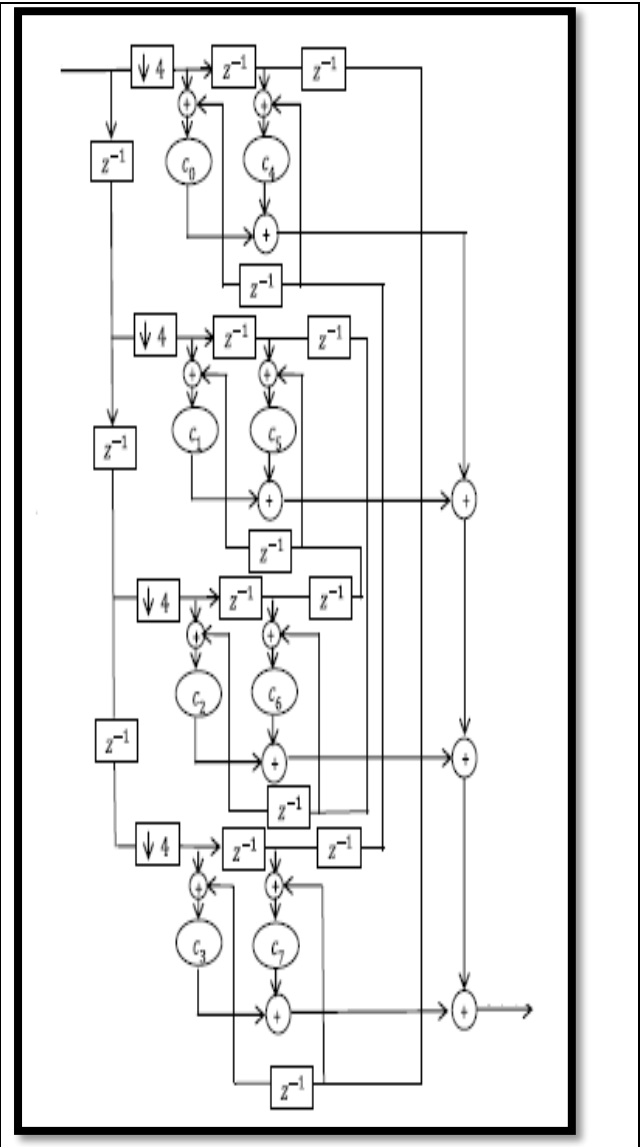 ↓ 4 z⁻¹ z⁻¹
+ +
z⁻¹ c₀ c₄
+
z⁻¹
↓ 4 z⁻¹ z⁻¹
+ +
z⁻¹ c₁ c₅
+ +
z⁻¹
↓ 4 z⁻¹ z⁻¹
+ +
c₂ c₆
z⁻¹
+ +
z⁻¹
↓ 4 z⁻¹ z⁻¹
+ +
c₃ c₇
+ +
z⁻¹